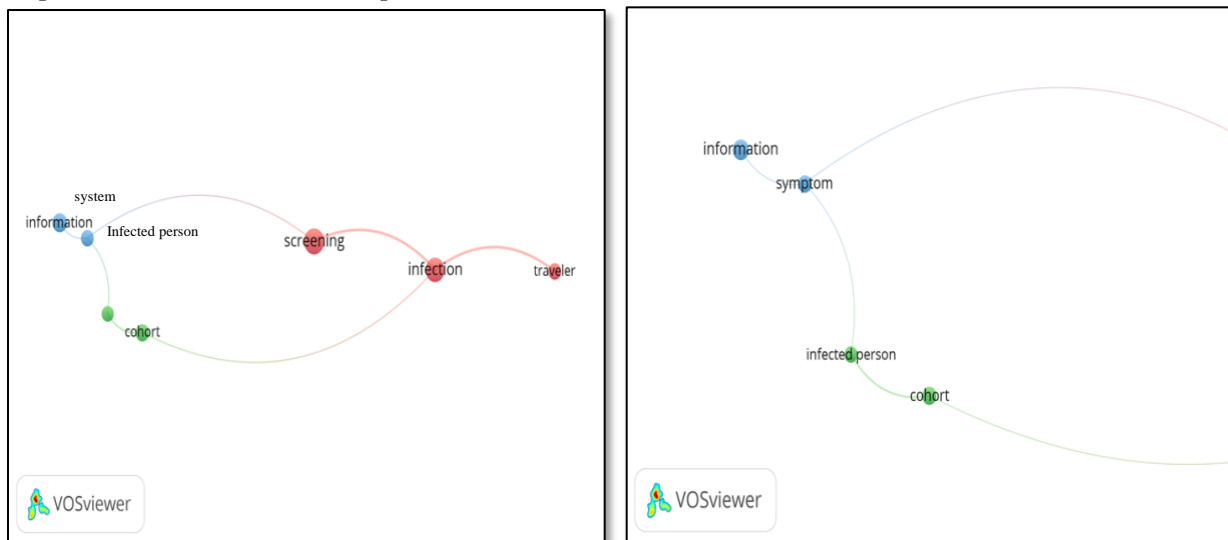 system
information
Infected person
screening
infection
traveler
cohort
VOSviewer
information
symptom
infected person
cohort
VOSviewer